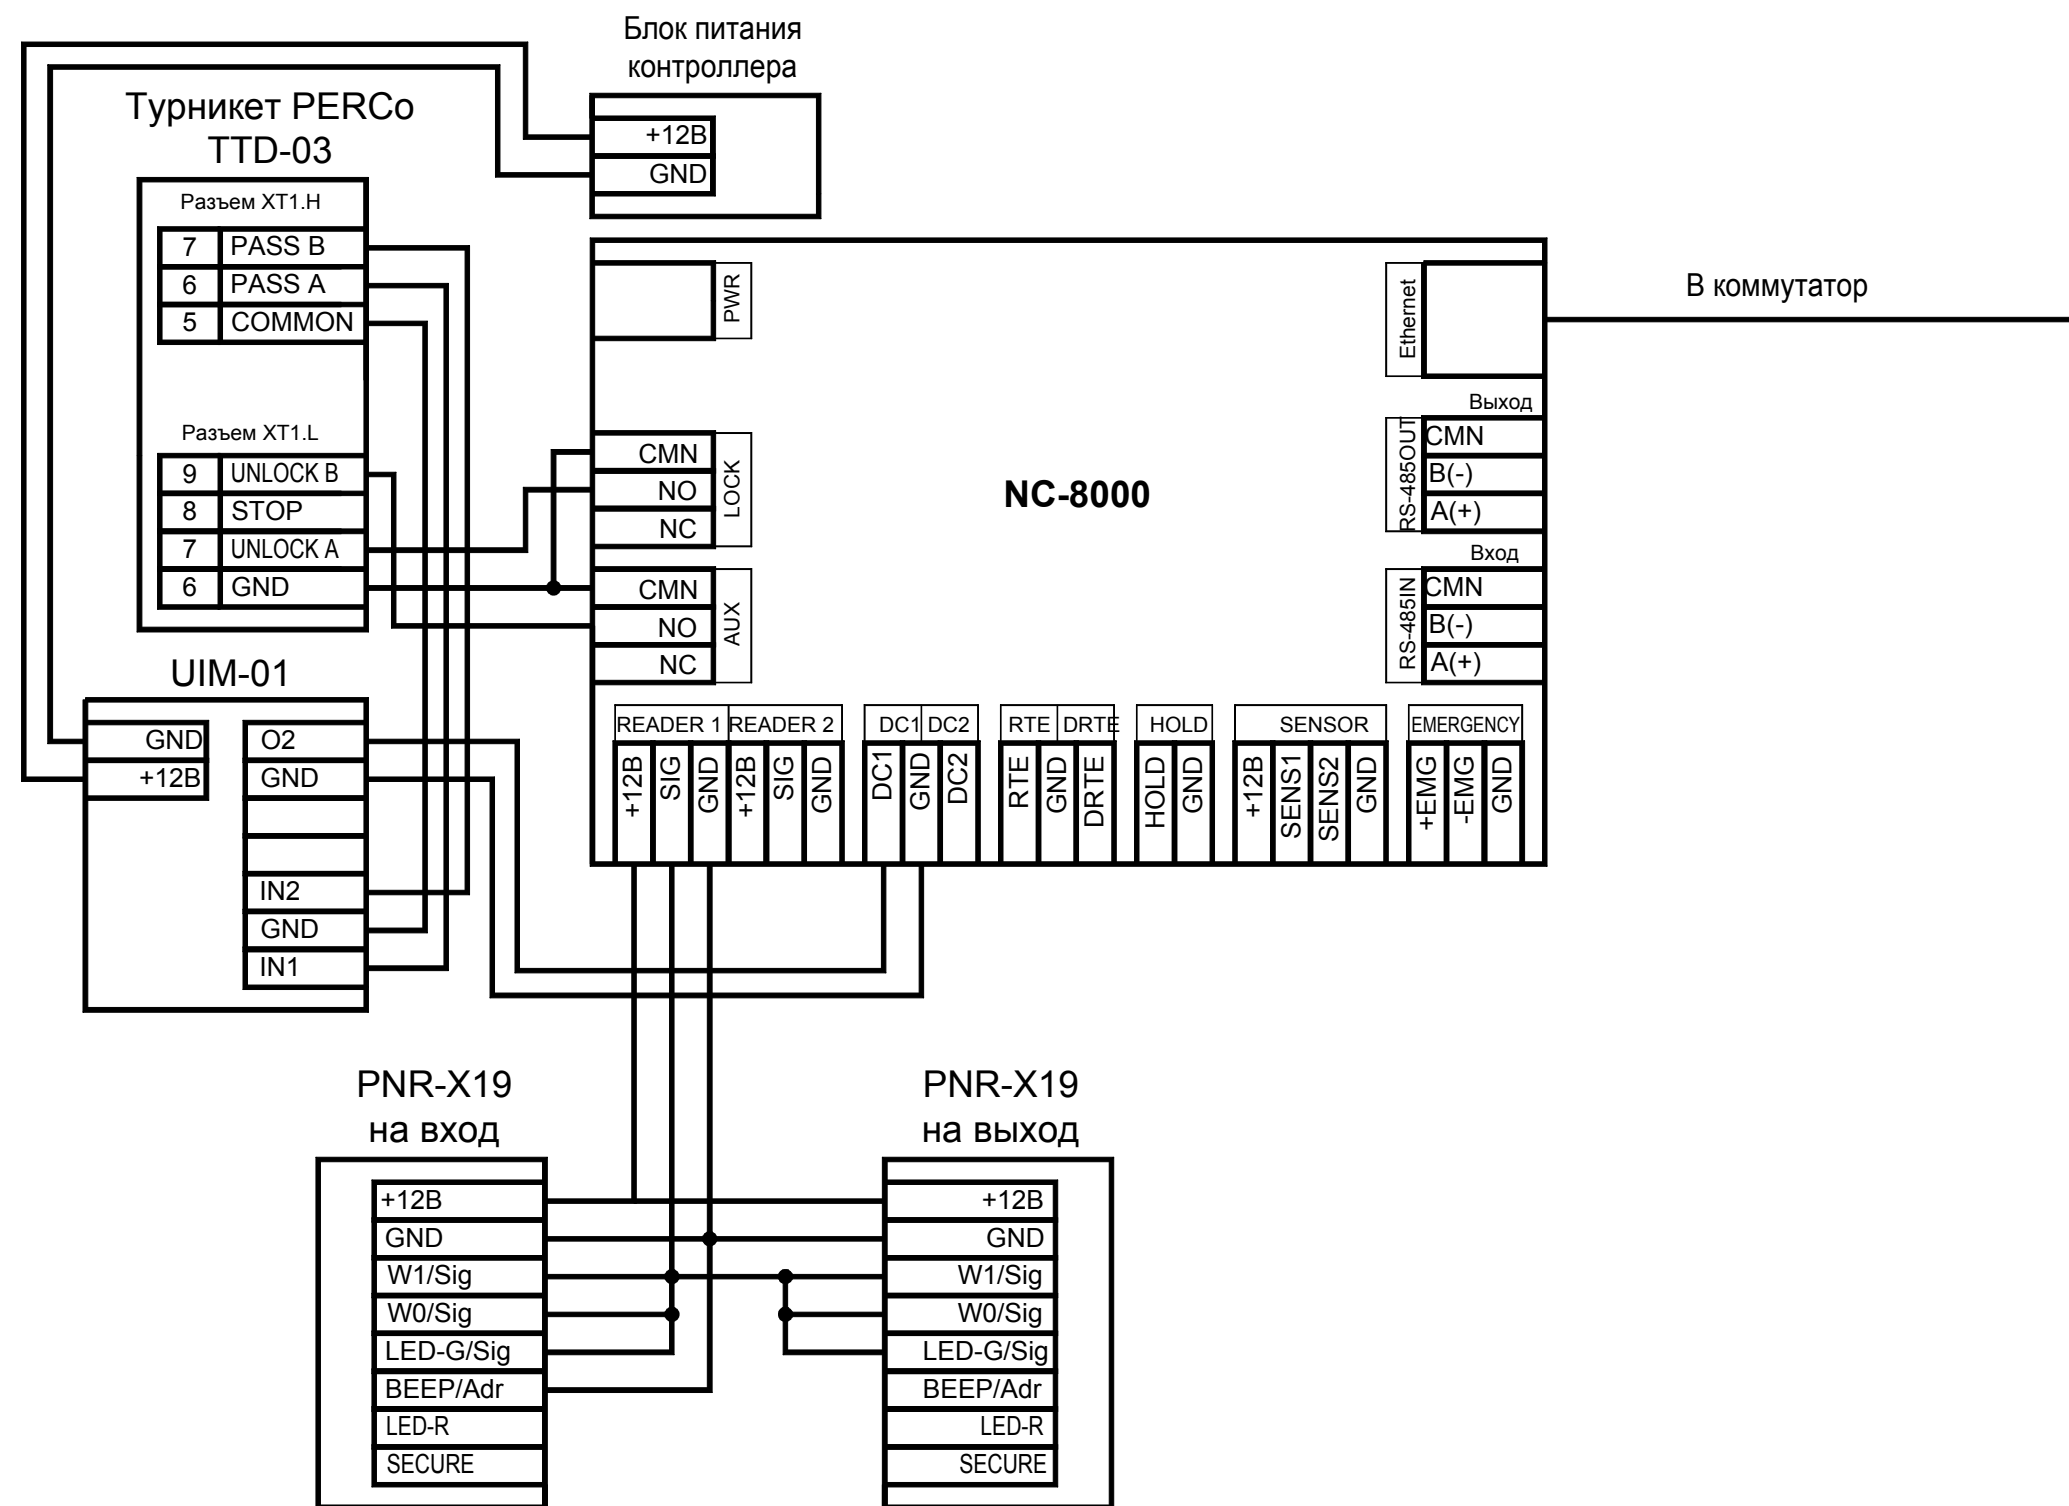 Блок питания
контроллера
+12В
GND
Турникет PERCo
TTD-03
Разъем XT1.H
7 PASS B
6 PASS A
5 COMMON
Разъем XT1.L
9 UNLOCK B
8 STOP
7 UNLOCK A
6 GND
UIM-01
GND
+12В
O2
GND
IN2
GND
IN1
NC-8000
PWR
CMN
NO
NC
LOCK
CMN
NO
NC
AUX
Ethernet
В коммутатор
Выход
RS-485OUT
CMN
B(-)
A(+)
Вход
RS-485IN
CMN
B(-)
A(+)
READER 1 READER 2 DC1 DC2 RTE DRTE HOLD SENSOR EMERGENCY
+12В SIG GND +12В SIG GND DC1 GND DC2 RTE GND DRTE HOLD GND +12В SENS1 SENS2 GND +EMG -EMG GND
PNR-X19
на вход
+12В
GND
W1/Sig
W0/Sig
LED-G/Sig
BEEP/Adr
LED-R
SECURE
PNR-X19
на выход
+12В
GND
W1/Sig
W0/Sig
LED-G/Sig
BEEP/Adr
LED-R
SECURE